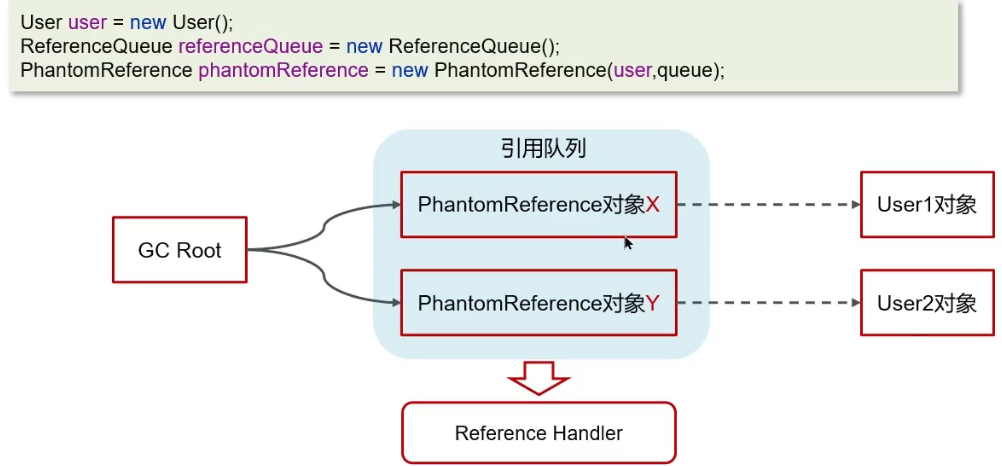 User user = new User();
ReferenceQueue referenceQueue = new ReferenceQueue();
PhantomReference phantomReference = new PhantomReference(user,queue);
引用队列
PhantomReference对象X
User1对象
GC Root
PhantomReference对象Y
User2对象
Reference Handler